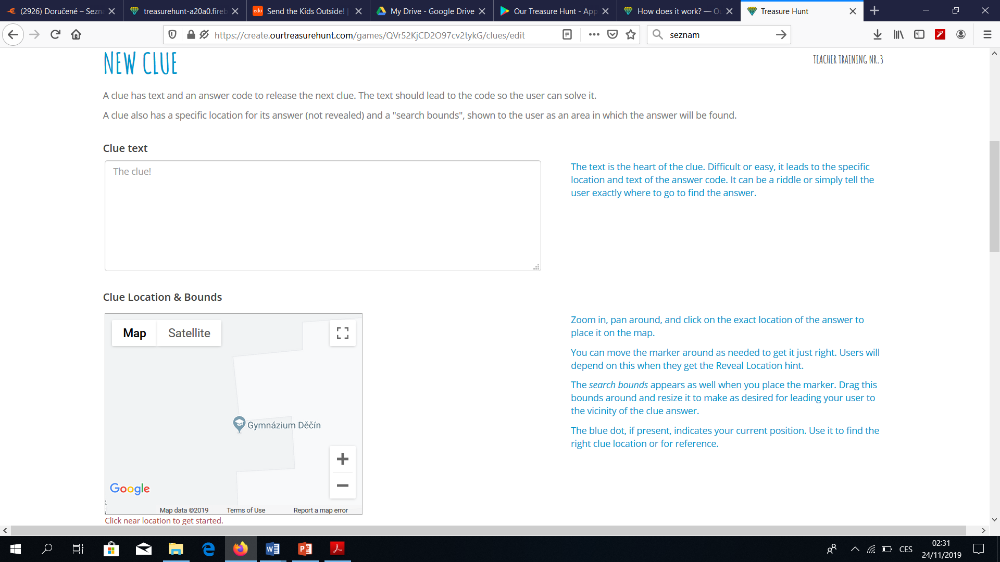 (2926) Doručené – Sezn
treasurehunt-a20a0.fireb
Send the Kids Outside! |
My Drive - Google Drive
Our Treasure Hunt - App
How does it work? — Ou
Treasure Hunt
https://create.ourtreasurehunt.com/games/QVr52KjCD2O97cv2tykG/clues/edit
seznam
NEW CLUE
TEACHER TRAINING NR.3
A clue has text and an answer code to release the next clue. The text should lead to the code so the user can solve it.
A clue also has a specific location for its answer (not revealed) and a "search bounds", shown to the user as an area in which the answer will be found.
Clue text
The clue!
The text is the heart of the clue. Difficult or easy, it leads to the specific
location and text of the answer code. It can be a riddle or simply tell the
user exactly where to go to find the answer.
Clue Location & Bounds
Map
Satellite
Gymnázium Děčín
Google
Map data ©2019
Terms of Use
Report a map error
Click near location to get started.
Zoom in, pan around, and click on the exact location of the answer to
place it on the map.
You can move the marker around as needed to get it just right. Users will
depend on this when they get the Reveal Location hint.
The search bounds appears as well when you place the marker. Drag this
bounds around and resize it to make as desired for leading your user to
the vicinity of the clue answer.
The blue dot, if present, indicates your current position. Use it to find the
right clue location or for reference.
CES
02:31
24/11/2019